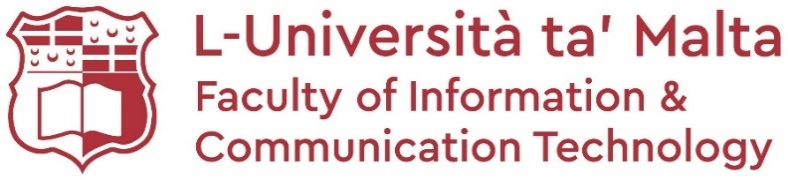 L-Università ta' Malta
Faculty of Information &
Communication Technology